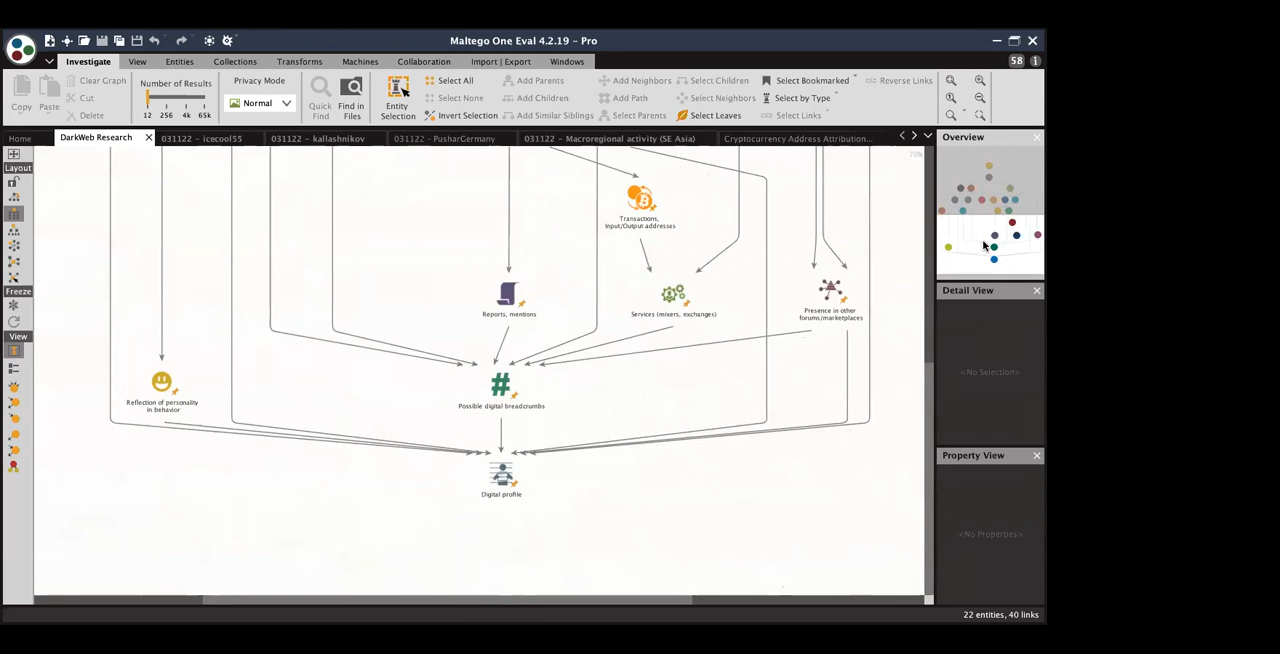 Maltego One Eval 4.2.19 – Pro
Investigate View Entities Collections Transforms Machines Collaboration Import | Export Windows
58
Copy
Paste
Clear Graph
Cut
Delete
Number of Results
12 256 4k 65k
Privacy Mode
Normal
Quick Find
Find in Files
Entity Selection
Select All
Select None
Invert Selection
Add Parents
Add Children
Add Similar Siblings
Add Neighbors
Add Path
Select Parents
Select Children
Select Neighbors
Select Leaves
Select Bookmarked
Select by Type
Select Links
Reverse Links
Home DarkWeb Research 031122 – icecool55 031122 – kallashnikov 031122 – PusharGermany 031122 – Macroregional activity (SE Asia) Cryptocurrency Address Attribution...
Layout
Freeze
View
70%
Transactions,
Input/Output addresses
Reports, mentions
Services (mixers, exchanges)
Presence in other
forums/marketplaces
Reflection of personality
in behavior
#
Possible digital breadcrumbs
Digital profile
Overview
Detail View
<No Selection>
Property View
<No Properties>
22 entities, 40 links